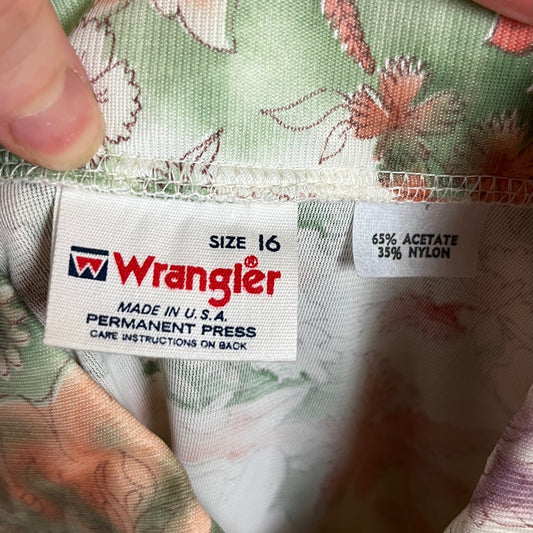 SIZE 16
W Wrangler®
MADE IN U.S.A.
PERMANENT PRESS
CARE INSTRUCTIONS ON BACK
65% ACETATE
35% NYLON